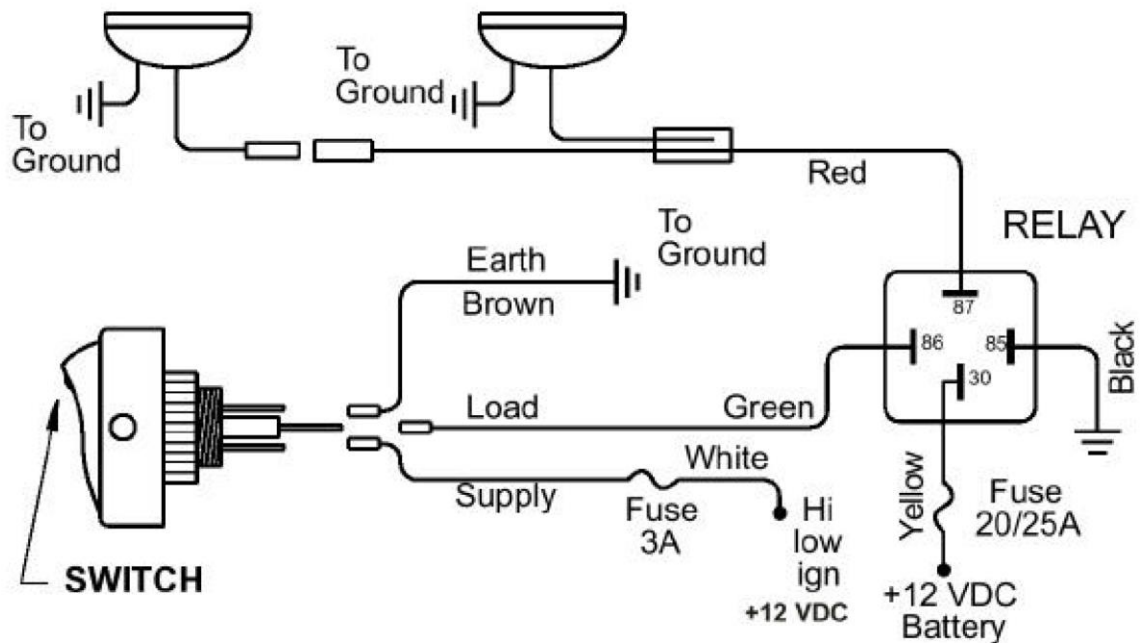 To
Ground
To
Ground
Red
To
Ground
RELAY
Earth
Brown
87
86
85
30
Black
Load
Green
White
Supply
Fuse
3A
Hi
low
ign
+12 VDC
Yellow
Fuse
20/25A
+12 VDC
Battery
SWITCH